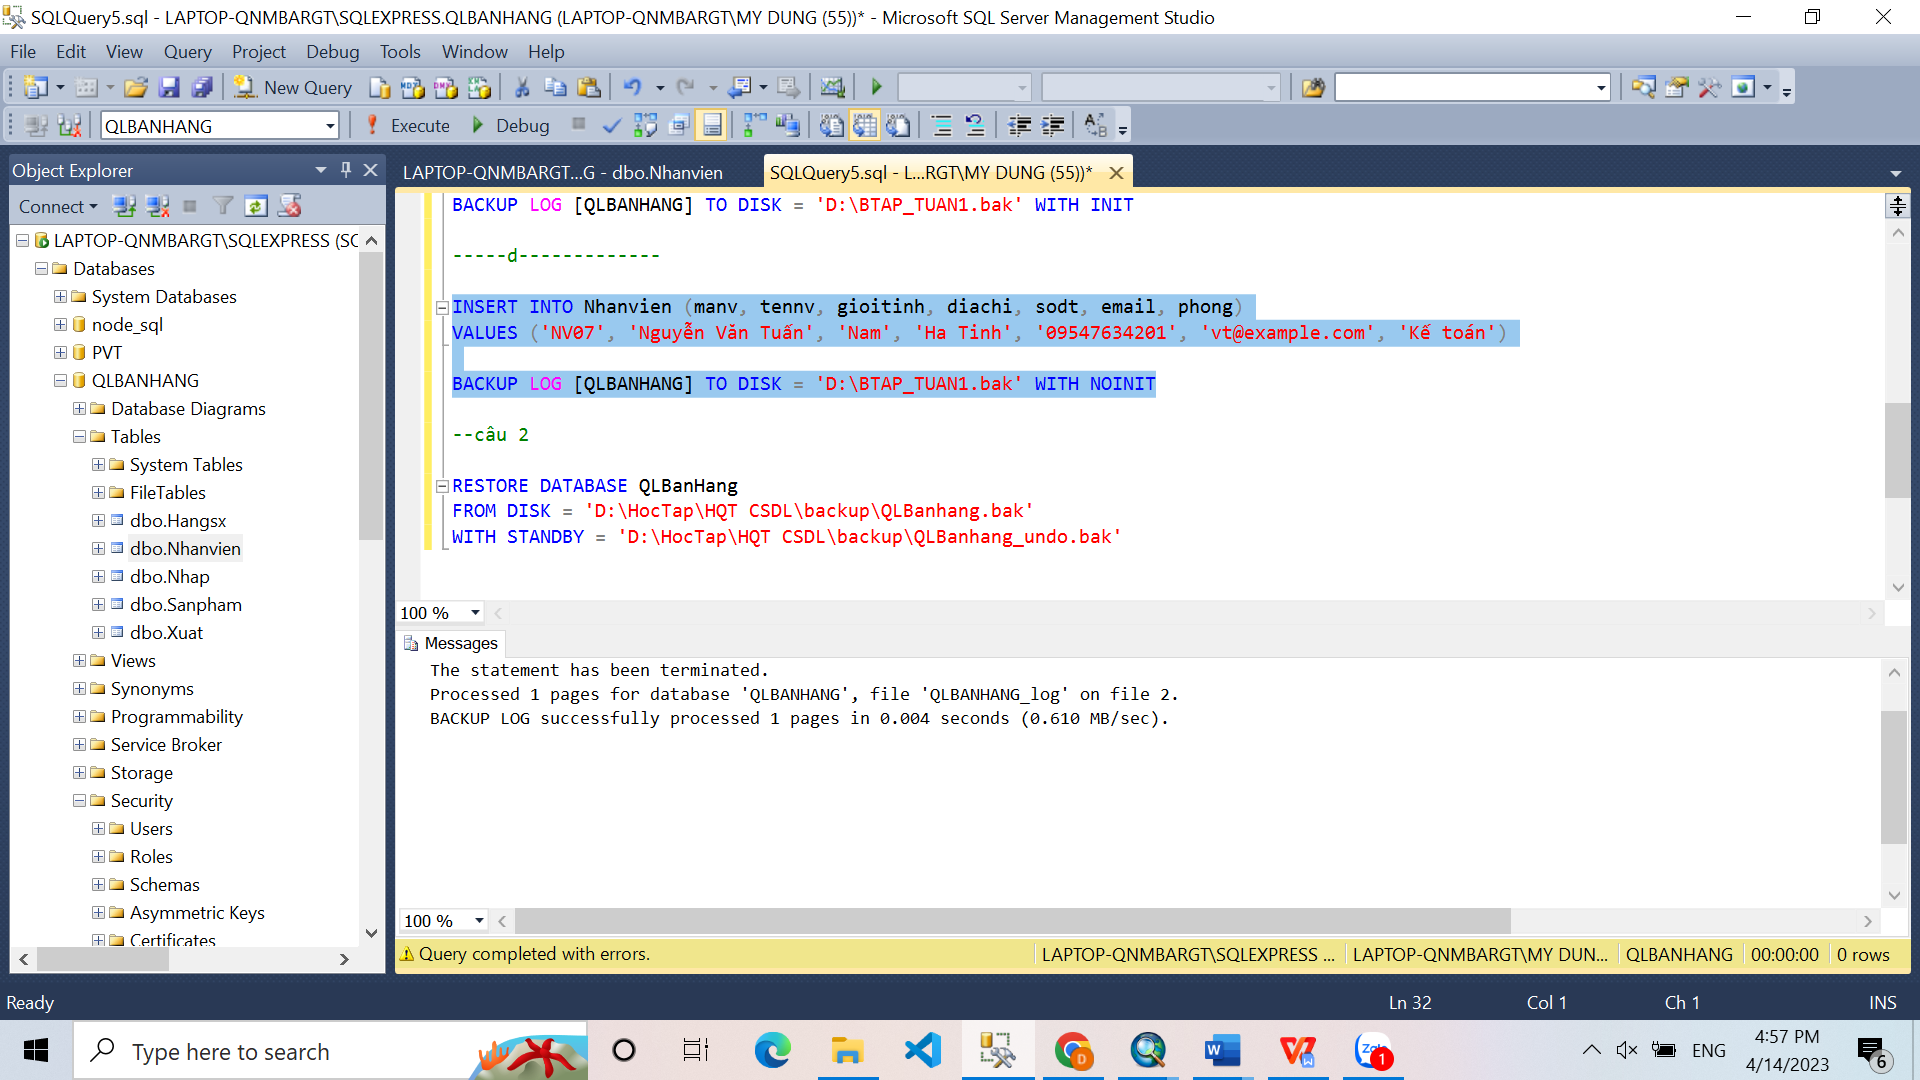 SQLQuery5.sql - LAPTOP-QNMBARGT\SQLEXPRESS.QLBANHANG (LAPTOP-QNMBARGT\MY DUNG (55))* - Microsoft SQL Server Management Studio
File Edit View Query Project Debug Tools Window Help
New Query
QLBANHANG Execute Debug
Object Explorer
Connect
LAPTOP-QNMBARGT\SQLEXPRESS (SC
Databases
System Databases
node_sql
PVT
QLBANHANG
Database Diagrams
Tables
System Tables
FileTables
dbo.Hangsx
dbo.Nhanvien
dbo.Nhap
dbo.Sanpham
dbo.Xuat
Views
Synonyms
Programmability
Service Broker
Storage
Security
Users
Roles
Schemas
Asymmetric Keys
Certificates
LAPTOP-QNMBARGT...G - dbo.Nhanvien
SQLQuery5.sql - L...RGT\MY DUNG (55))*
BACKUP LOG [QLBANHANG] TO DISK = 'D:\BTAP_TUAN1.bak' WITH INIT
-----d-------------
INSERT INTO Nhanvien (manv, tennv, gioitinh, diachi, sodt, email, phong)
VALUES ('NV07', 'Nguyễn Văn Tuấn', 'Nam', 'Ha Tinh', '09547634201', 'vt@example.com', 'Kế toán')
BACKUP LOG [QLBANHANG] TO DISK = 'D:\BTAP_TUAN1.bak' WITH NOINIT
--câu 2
RESTORE DATABASE QLBanHang
FROM DISK = 'D:\HocTap\HQT CSDL\backup\QLBanhang.bak'
WITH STANDBY = 'D:\HocTap\HQT CSDL\backup\QLBanhang_undo.bak'
100 %
Messages
The statement has been terminated.
Processed 1 pages for database 'QLBANHANG', file 'QLBANHANG_log' on file 2.
BACKUP LOG successfully processed 1 pages in 0.004 seconds (0.610 MB/sec).
100 %
Query completed with errors. LAPTOP-QNMBARGT\SQLEXPRESS ... LAPTOP-QNMBARGT\MY DUN... QLBANHANG 00:00:00 0 rows
Ready Ln 32 Col 1 Ch 1 INS
Type here to search
ENG
4:57 PM
4/14/2023
6
1